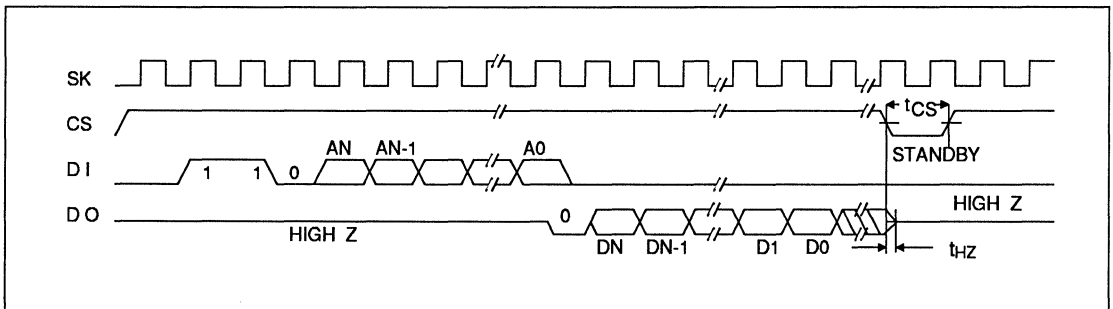 SK
CS
tCS
STANDBY
DI
1 1 0 AN AN-1 A0
HIGH Z
DO
HIGH Z
0
DN DN-1 D1 D0
tHZ